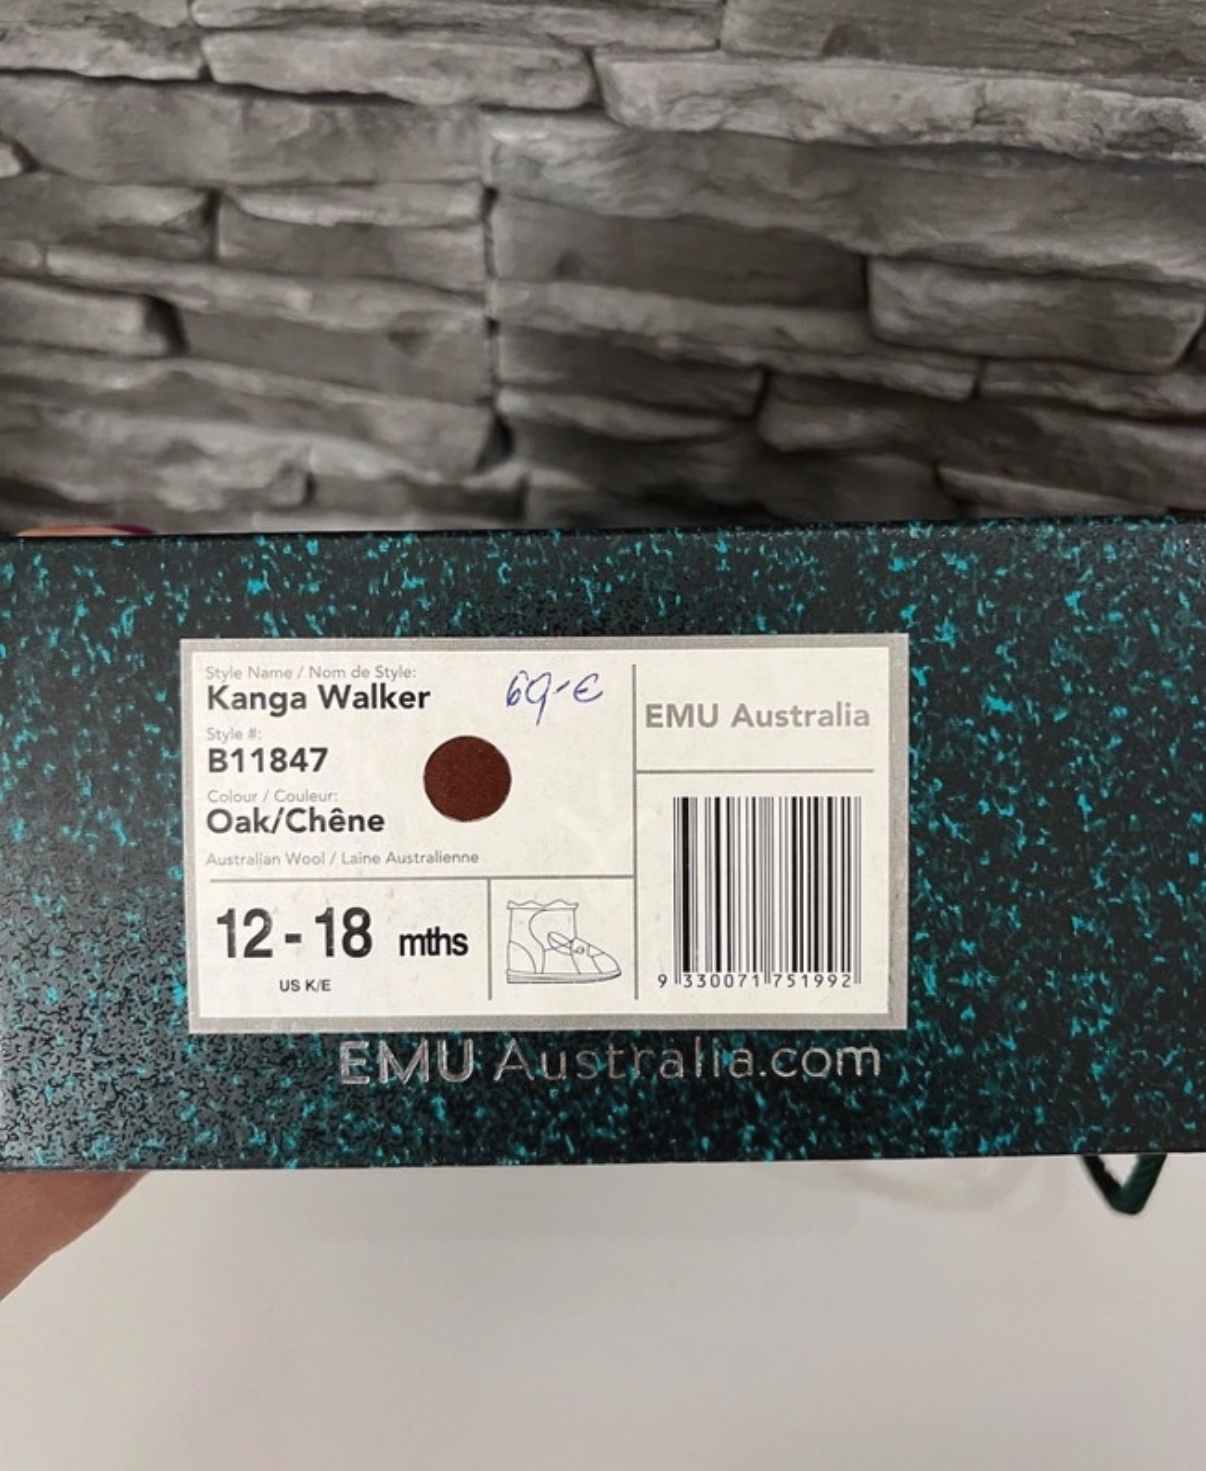 Style Name / Nom de Style:
Kanga Walker
69,-€
Style #:
B11847
Colour / Couleur:
Oak/Chêne
Australian Wool / Laine Australienne
12 - 18 mths
US K/E
EMU Australia
9 330071 751992
EMU Australia.com